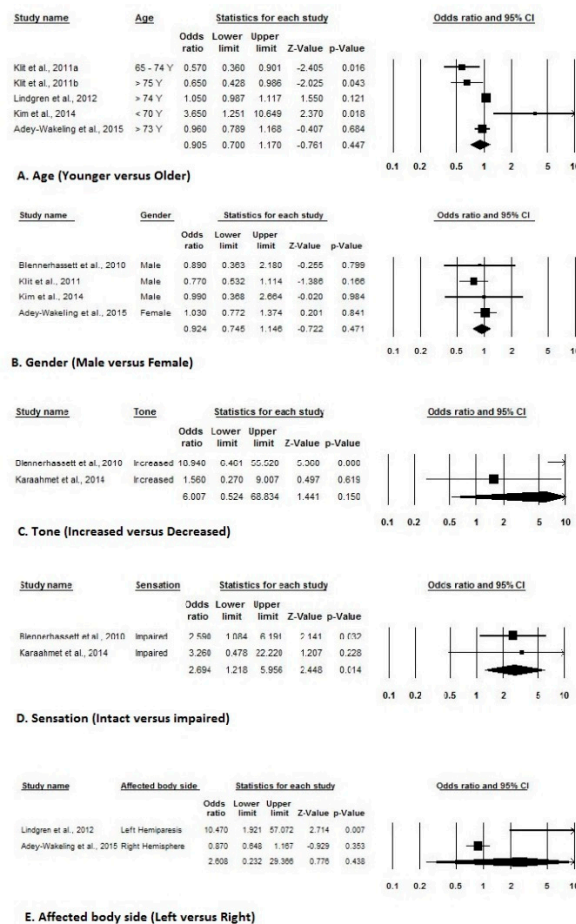 Study name Age Statistics for each study Odds ratio and 95% CI
Odds Lower Upper
ratio limit limit Z-Value p-Value
Klit et al., 2011a 65 - 74 Y 0.570 0.360 0.901 -2.405 0.016
Klit et al., 2011b > 75 Y 0.650 0.428 0.986 -2.025 0.043
Lindgren et al., 2012 > 74 Y 1.050 0.987 1.117 1.550 0.121
Kim et al., 2014 < 70 Y 3.650 1.251 10.649 2.370 0.018
Adey-Wakeling et al., 2015 > 73 Y 0.960 0.789 1.168 -0.407 0.684
0.905 0.700 1.170 -0.761 0.447
0.1 0.2 0.5 1 2 5 10
A. Age (Younger versus Older)
Study name Gender Statistics for each study Odds ratio and 95% CI
Odds Lower Upper
ratio limit limit Z-Value p-Value
Blennerhassett et al., 2010 Male 0.890 0.363 2.180 -0.255 0.799
Klit et al., 2011 Male 0.770 0.532 1.114 -1.386 0.166
Kim et al., 2014 Male 0.990 0.368 2.664 -0.020 0.984
Adey-Wakeling et al., 2015 Female 1.030 0.772 1.374 0.201 0.841
0.924 0.745 1.146 -0.722 0.471
0.1 0.2 0.5 1 2 5 10
B. Gender (Male versus Female)
Study name Tone Statistics for each study Odds ratio and 95% CI
Odds Lower Upper
ratio limit limit Z-Value p-Value
Blennerhassett et al., 2010 Increased 6.461 55.520 0.000
Karaahmet et al., 2014 Increased 1.560 0.270 9.007 0.497 0.619
6.007 0.524 68.834 1.441 0.150
0.1 0.2 0.5 1 2 5 10
C. Tone (Increased versus Decreased)
Study name Sensation Statistics for each study Odds ratio and 95% CI
Odds Lower Upper
ratio limit limit Z-Value p-Value
Blennerhassett et al., 2010 Impaired 2.590 1.084 6.191 2.141 0.032
Karaahmet et al., 2014 Impaired 3.260 0.478 22.220 1.207 0.228
2.694 1.218 5.956 2.448 0.014
0.1 0.2 0.5 1 2 5 10
D. Sensation (Intact versus impaired)
Study name Affected body side Statistics for each study Odds ratio and 95% CI
Odds Lower Upper
ratio limit limit Z-Value p-Value
Lindgren et al., 2012 Left Hemiparesis 10.470 1.921 57.072 2.714 0.007
Adey-Wakeling et al., 2015 Right Hemisphere 0.870 0.648 1.167 -0.929 0.353
2.608 0.232 29.366 0.776 0.438
0.1 0.2 0.5 1 2 5 10
E. Affected body side (Left versus Right)